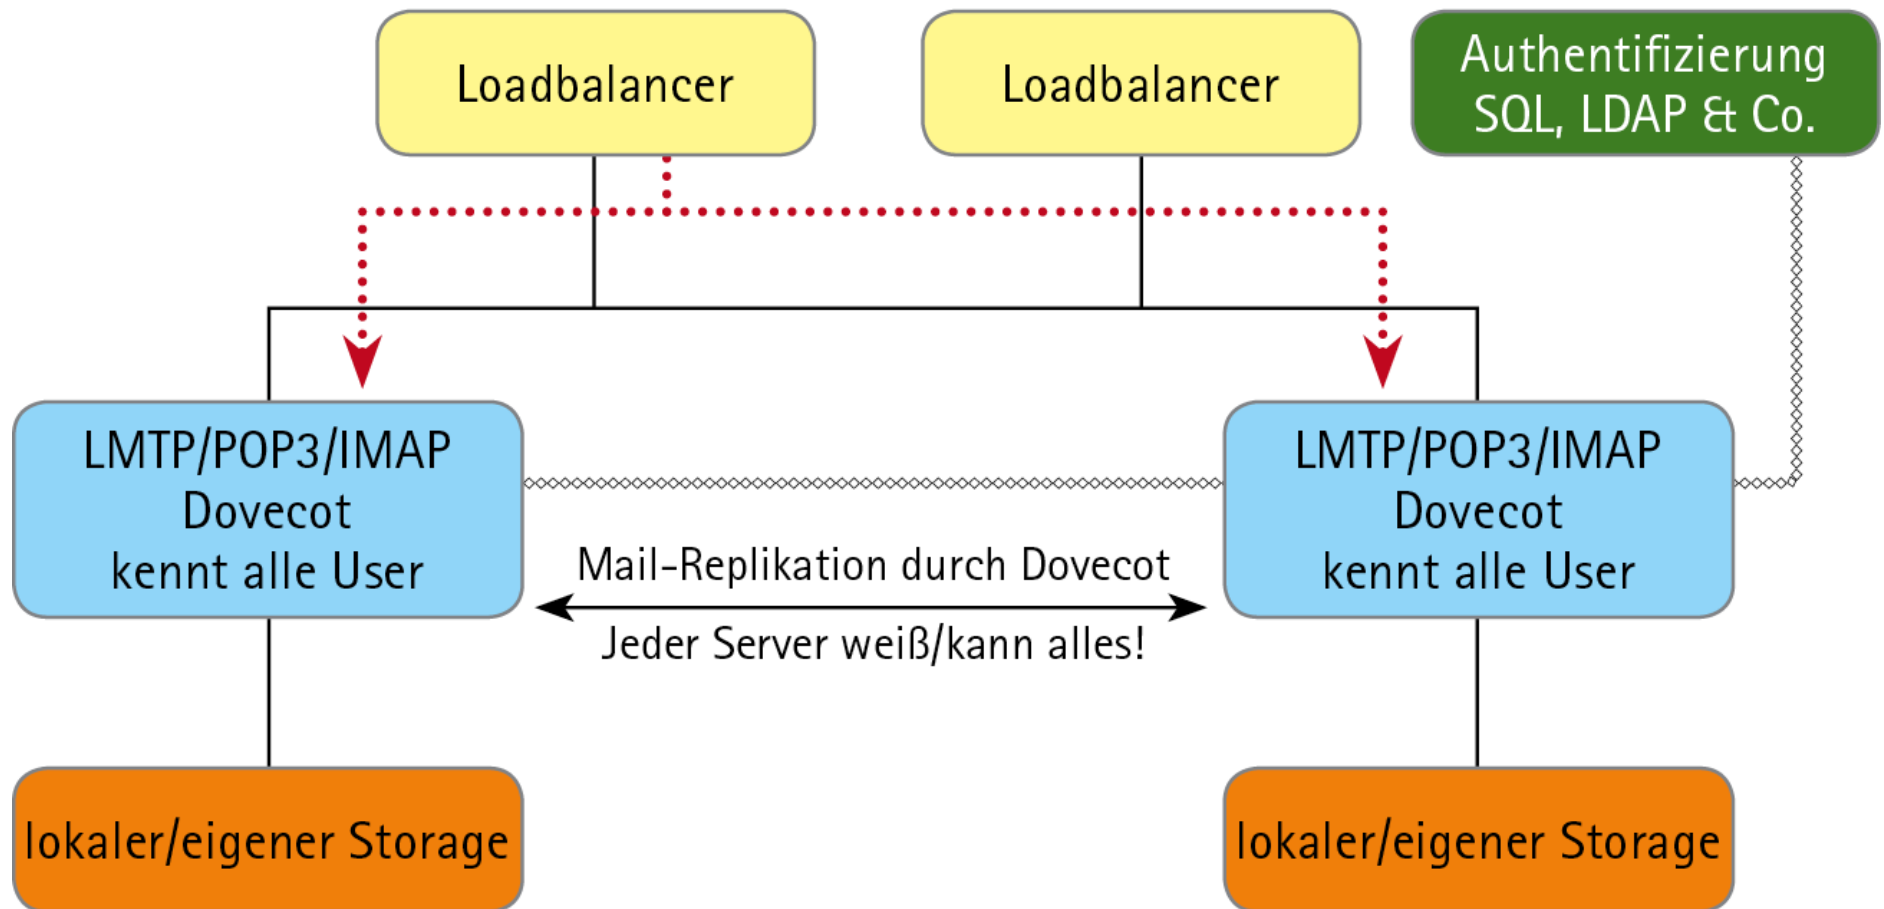 Loadbalancer
Loadbalancer
Authentifizierung
SQL, LDAP & Co.
LMTP/POP3/IMAP
Dovecot
kennt alle User
Mail-Replikation durch Dovecot
Jeder Server weiß/kann alles!
LMTP/POP3/IMAP
Dovecot
kennt alle User
lokaler/eigener Storage
lokaler/eigener Storage